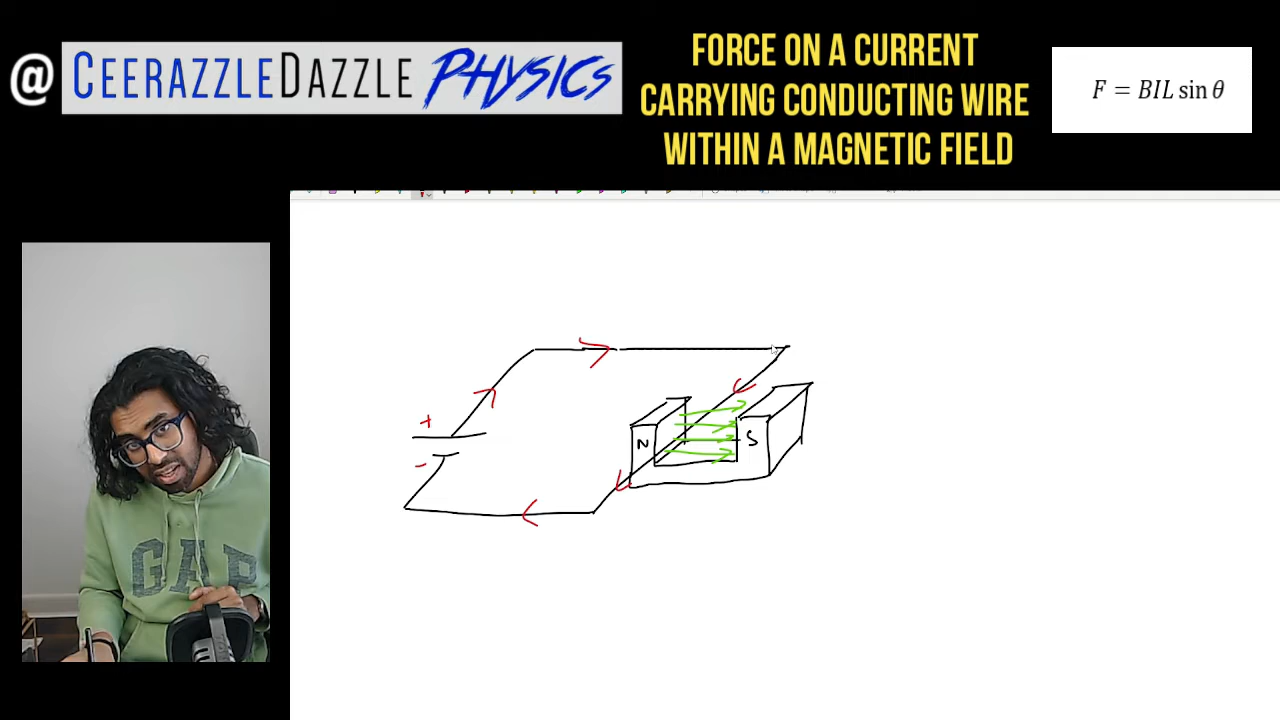 @ CEERAZZLEDAZZLE PHYSICS
FORCE ON A CURRENT
CARRYING CONDUCTING WIRE
WITHIN A MAGNETIC FIELD
F = BIL sin θ
+
-
N
S
GAP